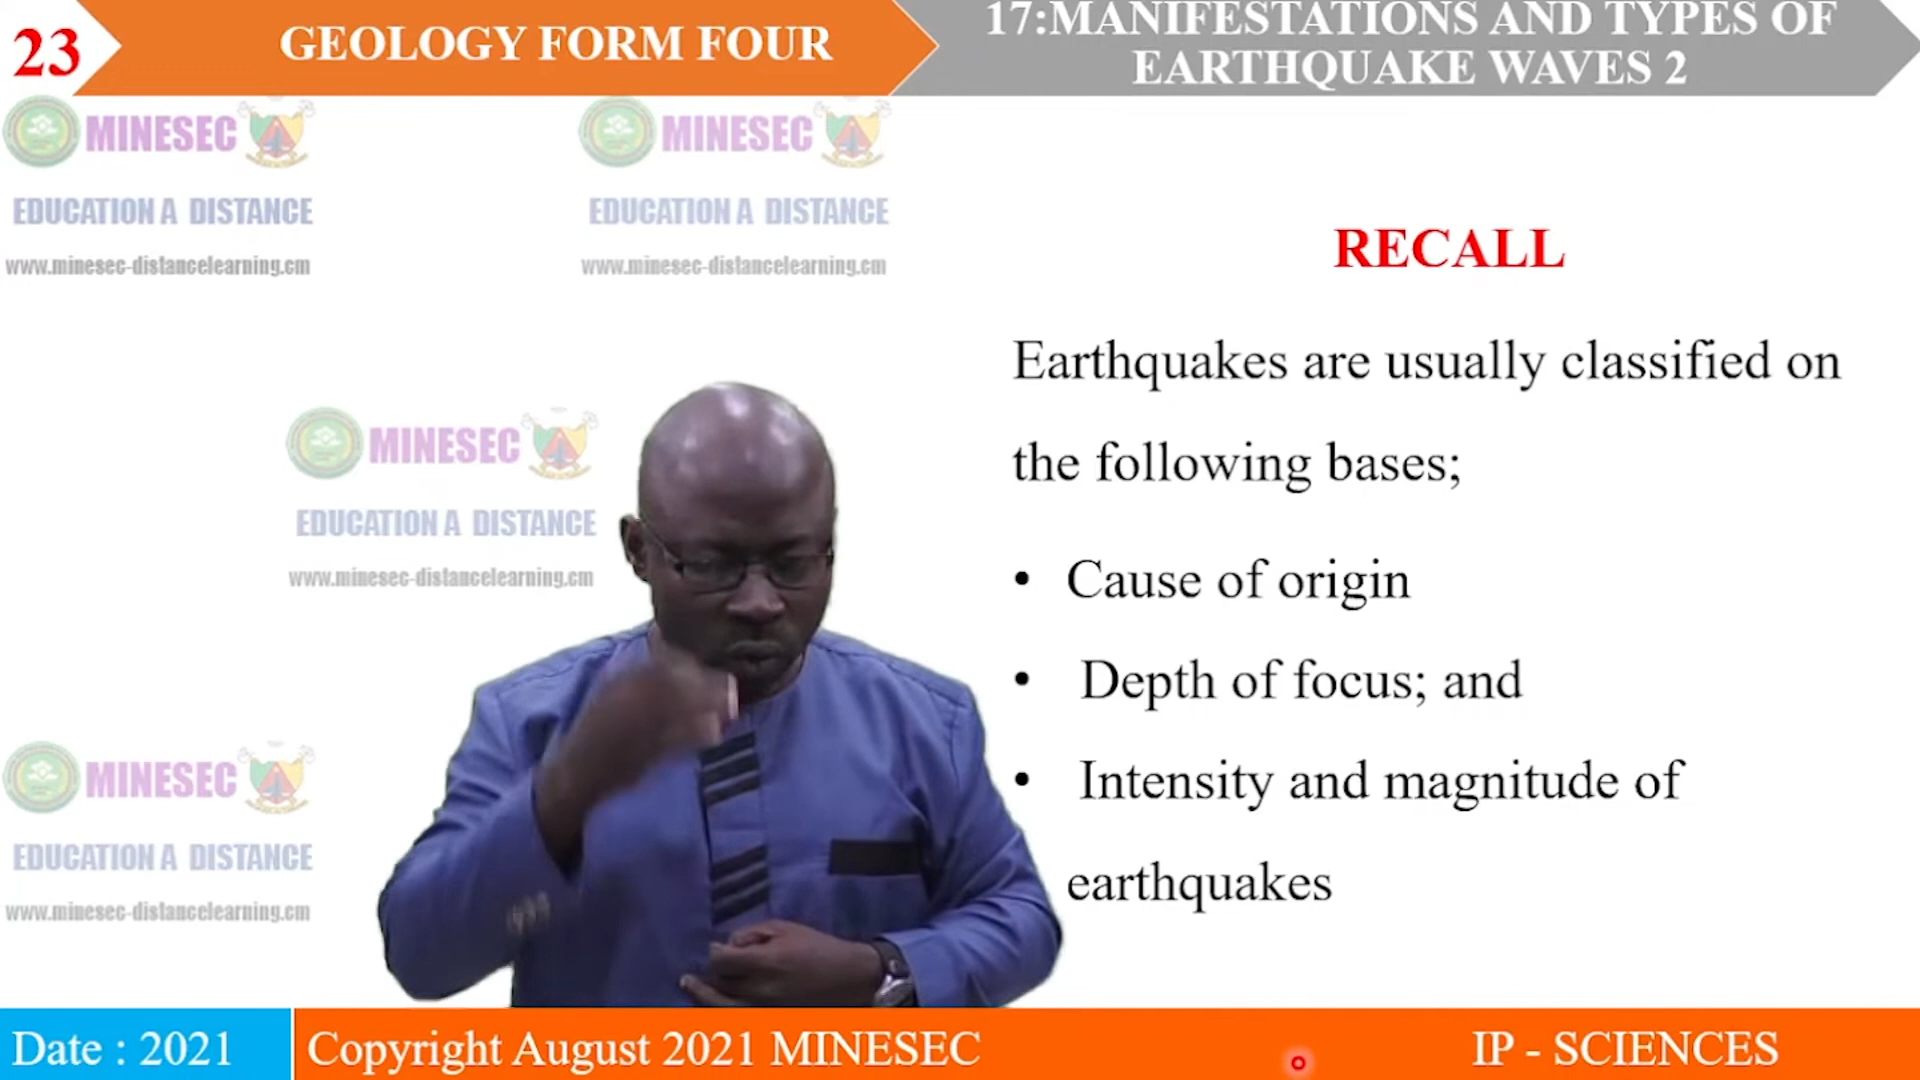 23
GEOLOGY FORM FOUR
17:MANIFESTATIONS AND TYPES OF
EARTHQUAKE WAVES 2
MINESEC
EDUCATION A DISTANCE
www.minesec-distancelearning.cm
MINESEC
EDUCATION A DISTANCE
www.minesec-distancelearning.cm
RECALL
Earthquakes are usually classified on
the following bases;
• Cause of origin
• Depth of focus; and
• Intensity and magnitude of
earthquakes
MINESEC
EDUCATION A DISTANCE
www.minesec-distancelearning.cm
MINESEC
EDUCATION A DISTANCE
www.minesec-distancelearning.cm
Date : 2021
Copyright August 2021 MINESEC
IP - SCIENCES